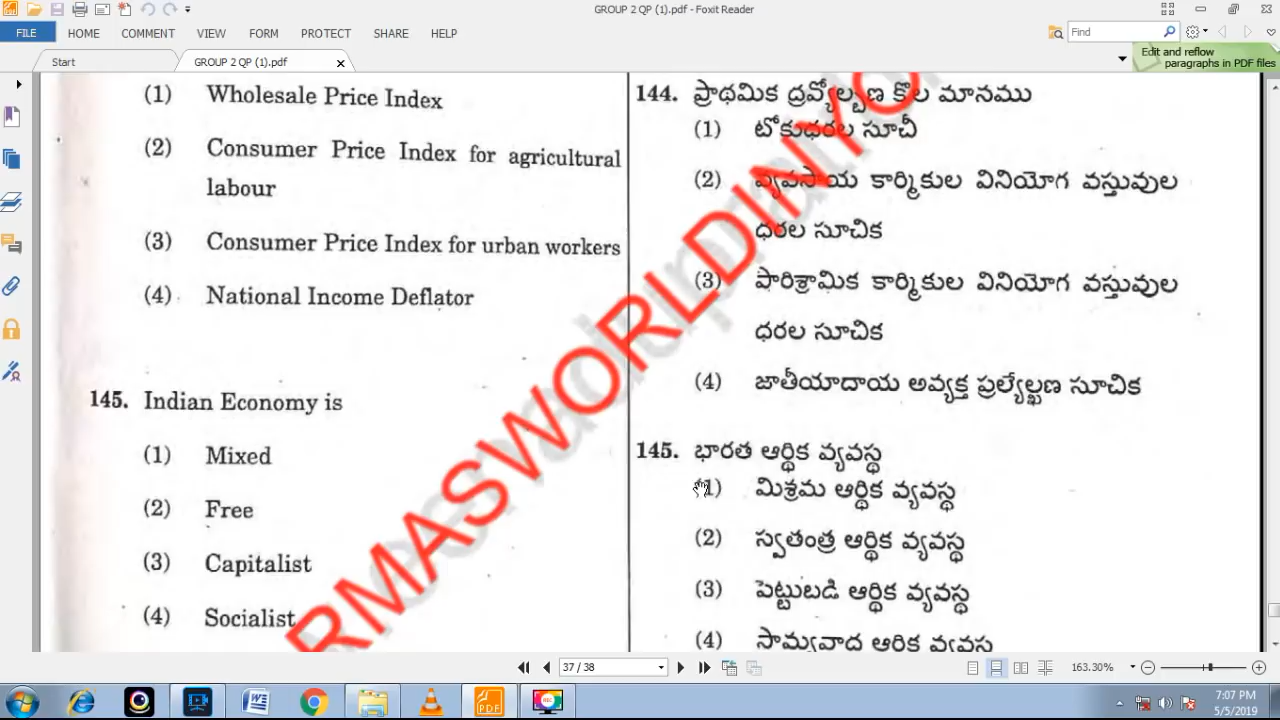 GROUP 2 QP (1).pdf - Foxit Reader
FILE HOME COMMENT VIEW FORM PROTECT SHARE HELP
Find
Edit and reflow
paragraphs in PDF files
Start GROUP 2 QP (1).pdf
(1) Wholesale Price Index
(2) Consumer Price Index for agricultural
labour
(3) Consumer Price Index for urban workers
(4) National Income Deflator
145. Indian Economy is
(1) Mixed
(2) Free
(3) Capitalist
(4) Socialist
144. ప్రాథమిక ద్రవ్యోల్బణ కొల మానము
(1) టోకుధరల సూచీ
(2) వ్యవసాయ కార్మికుల వినియోగ వస్తువుల
ధరల సూచిక
(3) పారిశ్రామిక కార్మికుల వినియోగ వస్తువుల
ధరల సూచిక
(4) జాతీయాదాయ అవ్యక్త ప్రల్యేల్బణ సూచిక
145. భారత ఆర్థిక వ్యవస్థ
(1) మిశ్రమ ఆర్థిక వ్యవస్థ
(2) స్వతంత్ర ఆర్థిక వ్యవస్థ
(3) పెట్టుబడి ఆర్థిక వ్యవస్థ
(4) సామ్యవాద ఆర్థిక వ్యవస్థ
RMASWORLDINYO
37 / 38
163.30%
7:07 PM
5/5/2019